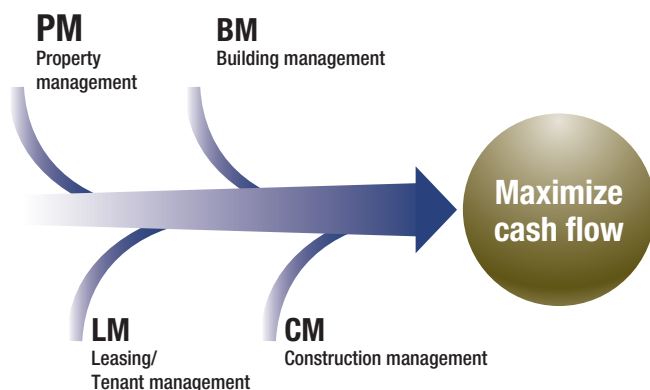 PM
Property
management
BM
Building management
Maximize
cash flow
LM
Leasing/
Tenant management
CM
Construction management